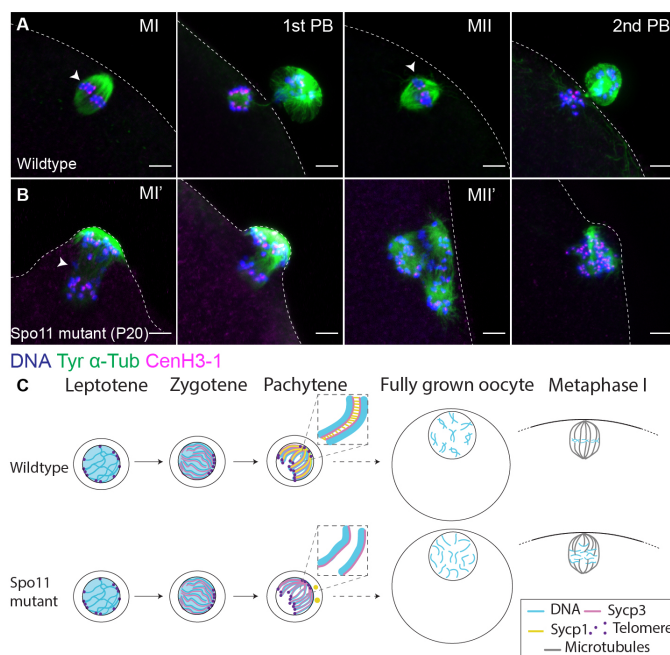 A MI 1st PB MII 2nd PB
Wildtype
B MI' MII'
Spo11 mutant (P20)
DNA Tyr α-Tub CenH3-1
C Leptotene Zygotene Pachytene Fully grown oocyte Metaphase I
Wildtype
Spo11
mutant
DNA Sycp3
Sycp1 Telomere
Microtubules